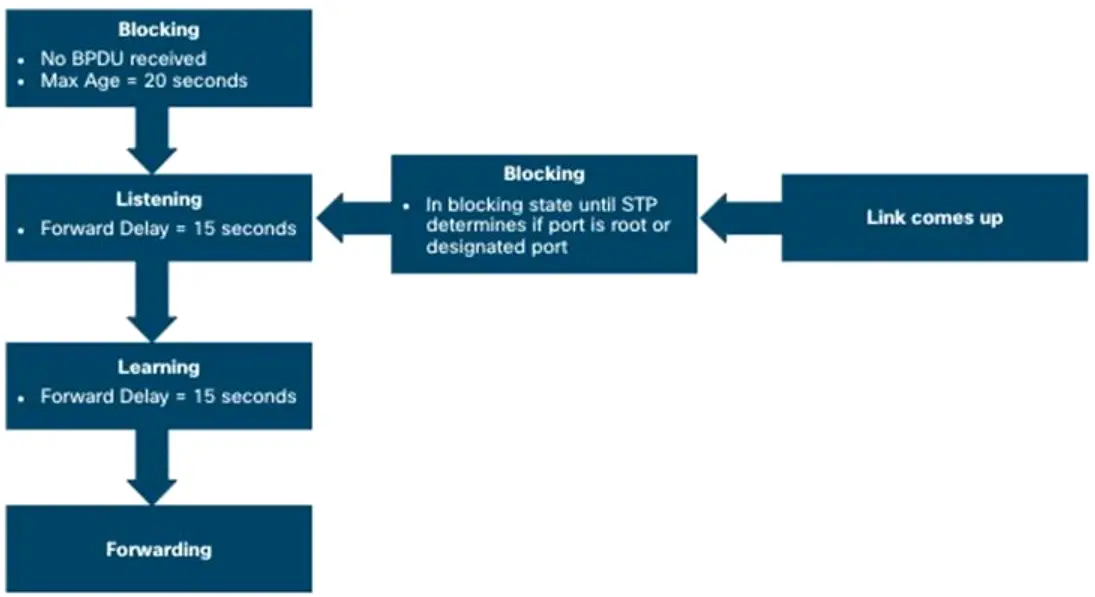 Blocking
• No BPDU received
• Max Age = 20 seconds
Listening
• Forward Delay = 15 seconds
Blocking
• In blocking state until STP
determines if port is root or
designated port
Link comes up
Learning
• Forward Delay = 15 seconds
Forwarding